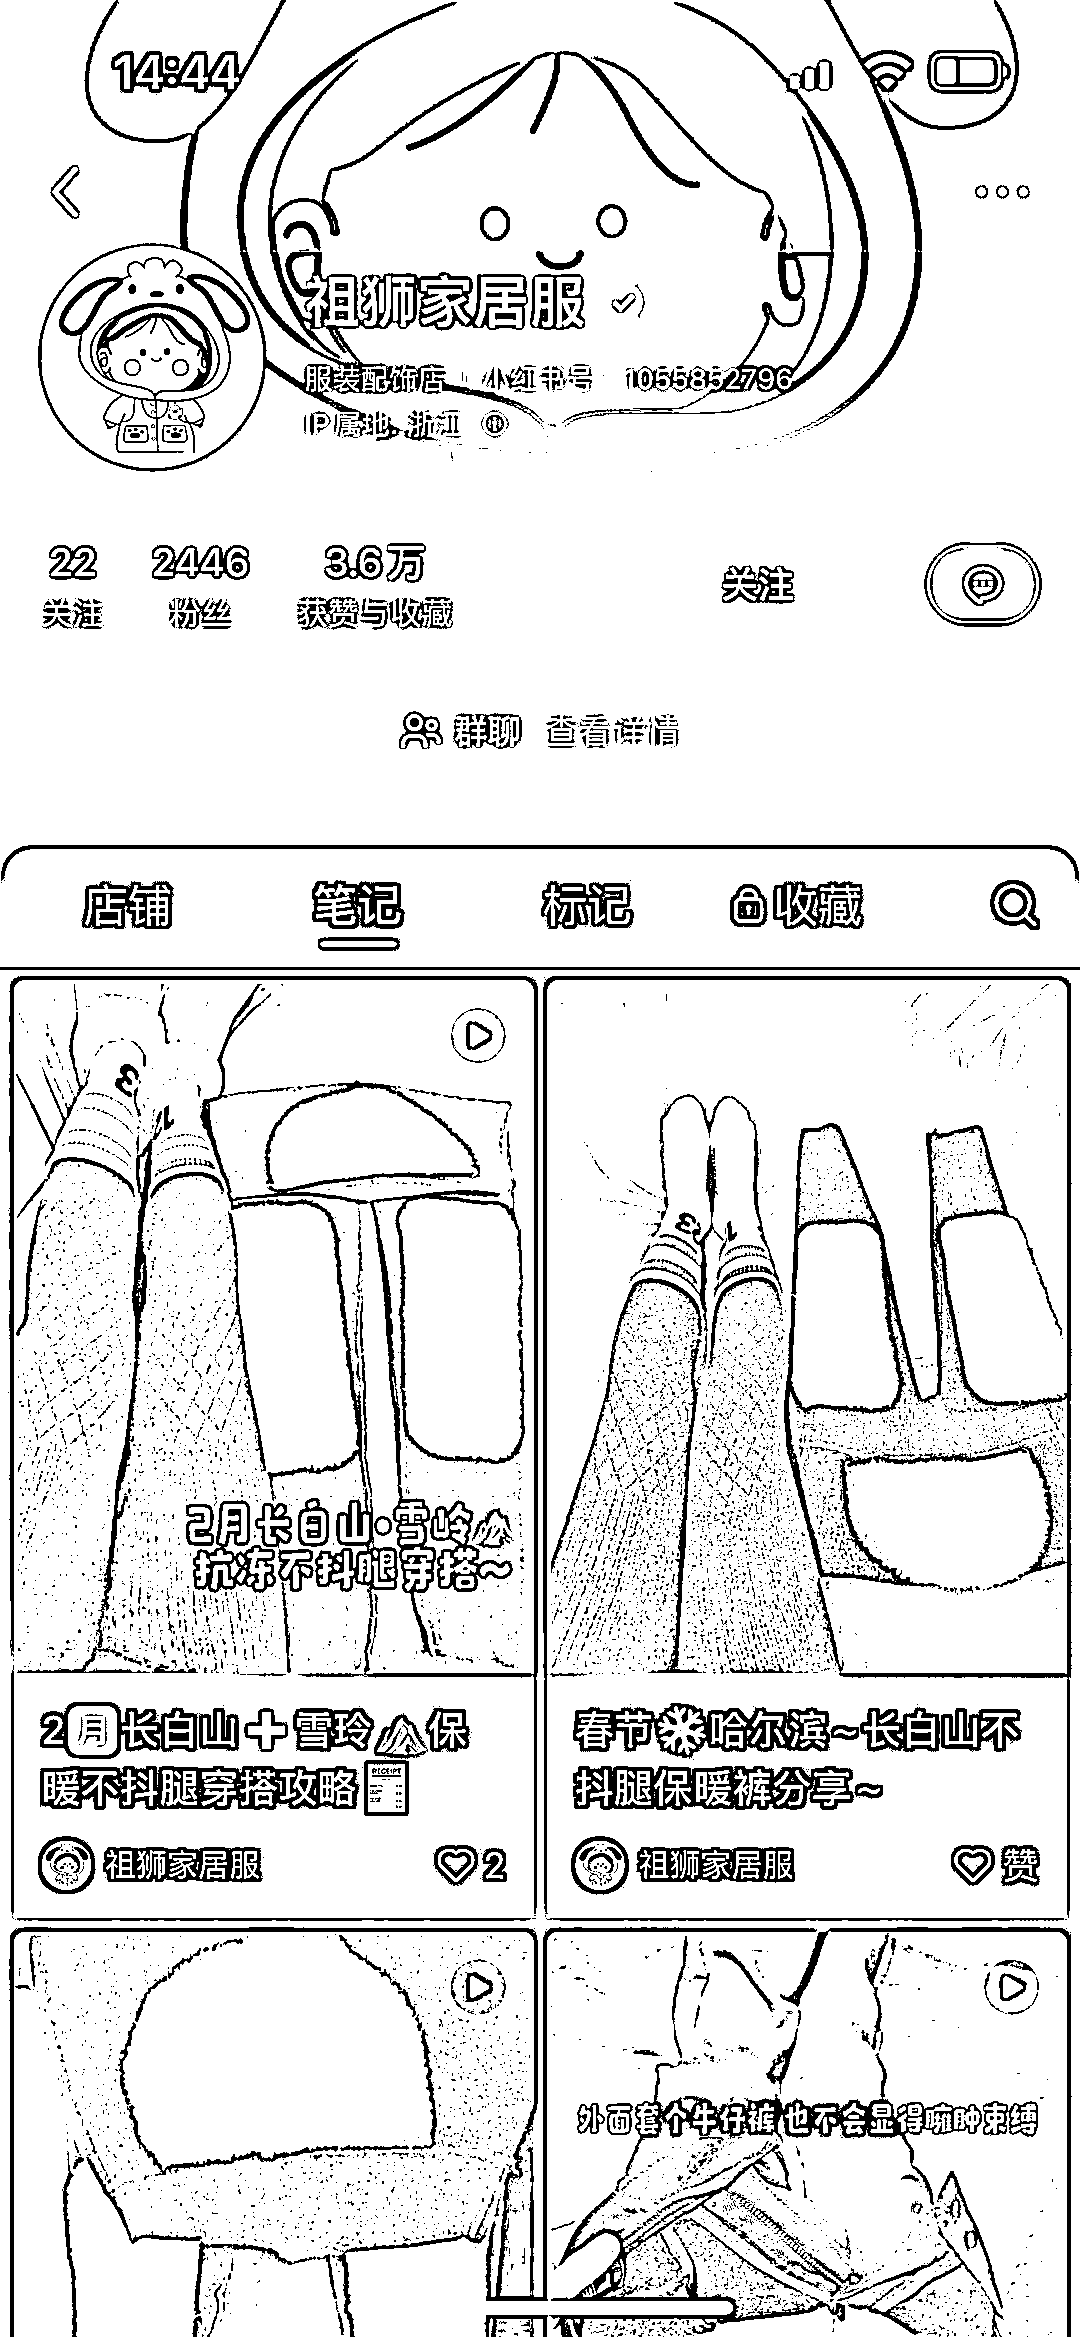 14:44
祖狮家居服
服装配饰店 小红书号 1055852796
IP属地:浙江
22 2446 3.6万
关注 粉丝 获赞与收藏
关注
群聊 查看详情
店铺 笔记 标记 收藏
2月长白山•雪岭
抗冻不抖腿穿搭~
2月长白山➕雪玲🏔保
暖不抖腿穿搭攻略🧾
祖狮家居服 2
春节❄哈尔滨~长白山不
抖腿保暖裤分享~
祖狮家居服 赞
外面套个牛仔裤也不会显得臃肿束缚